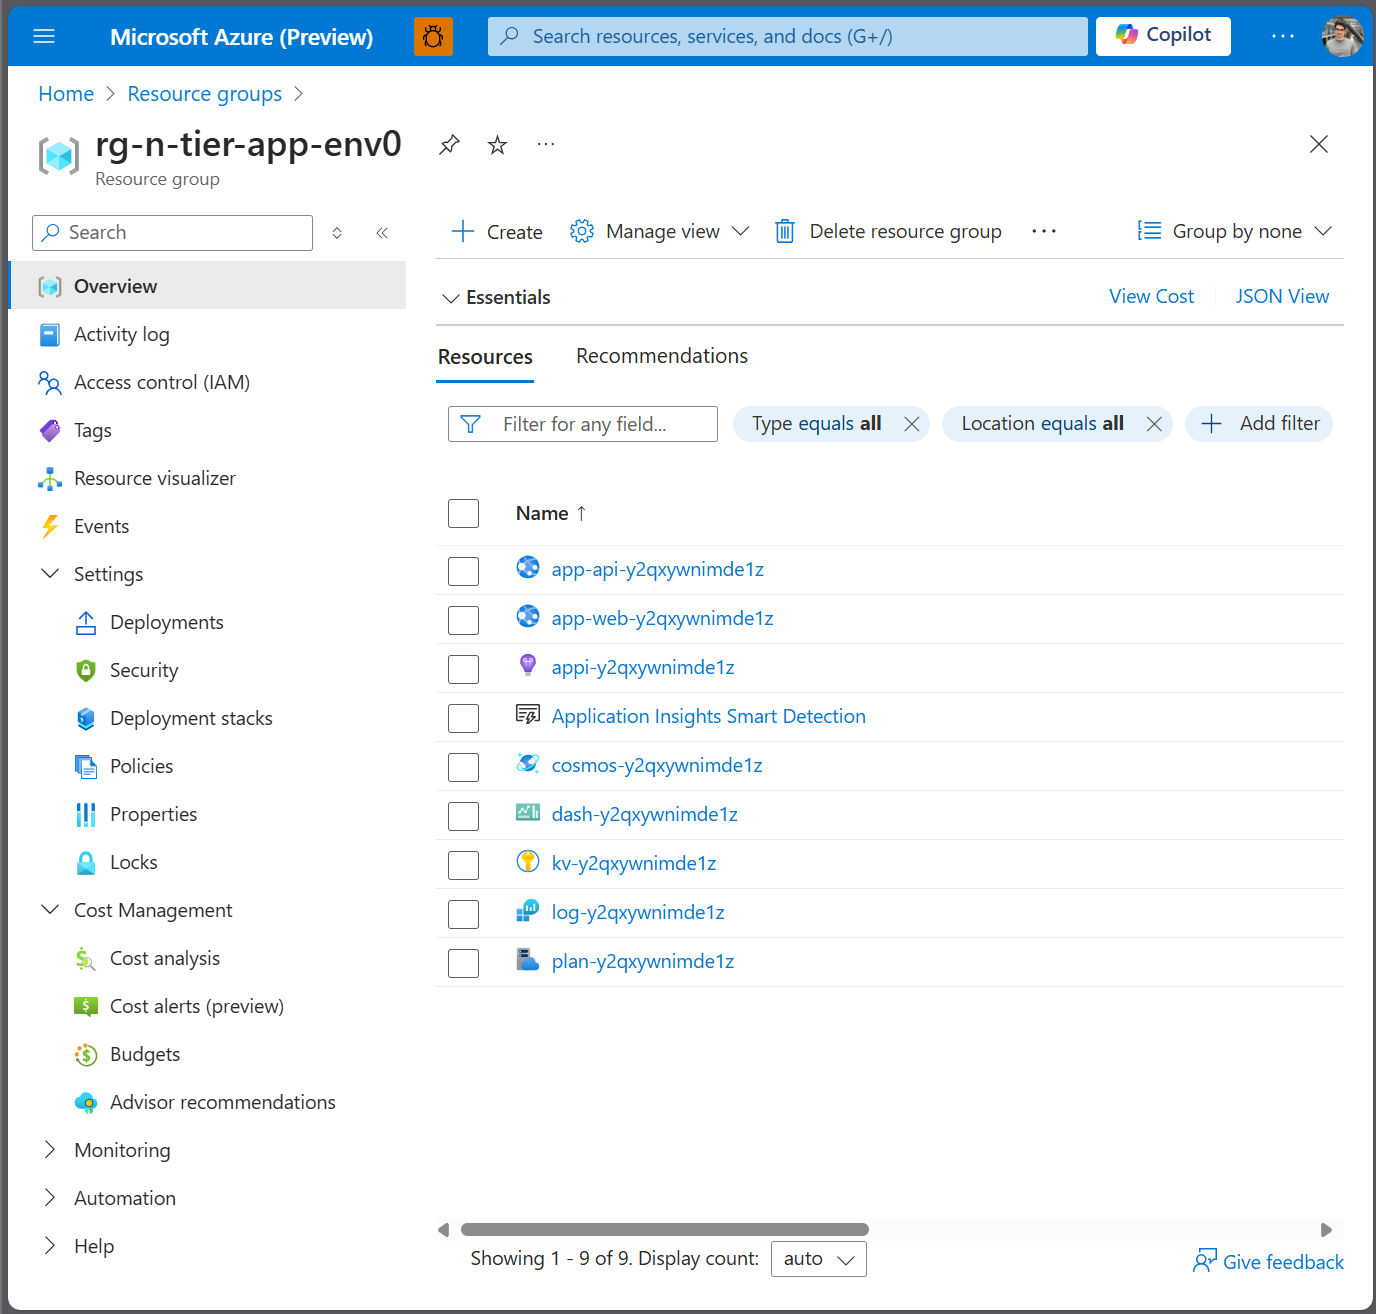 Microsoft Azure (Preview)
Search resources, services, and docs (G+/)
Copilot
Home
Resource groups
rg-n-tier-app-env0
Resource group
Search
Create
Manage view
Delete resource group
Group by none
Overview
Activity log
Access control (IAM)
Tags
Resource visualizer
Events
Settings
Deployments
Security
Deployment stacks
Policies
Properties
Locks
Cost Management
Cost analysis
Cost alerts (preview)
Budgets
Advisor recommendations
Monitoring
Automation
Help
Essentials
View Cost
JSON View
Resources
Recommendations
Filter for any field...
Type equals all
Location equals all
Add filter
Name ↑
app-api-y2qxywnimde1z
app-web-y2qxywnimde1z
appi-y2qxywnimde1z
Application Insights Smart Detection
cosmos-y2qxywnimde1z
dash-y2qxywnimde1z
kv-y2qxywnimde1z
log-y2qxywnimde1z
plan-y2qxywnimde1z
Showing 1 - 9 of 9. Display count:
auto
Give feedback